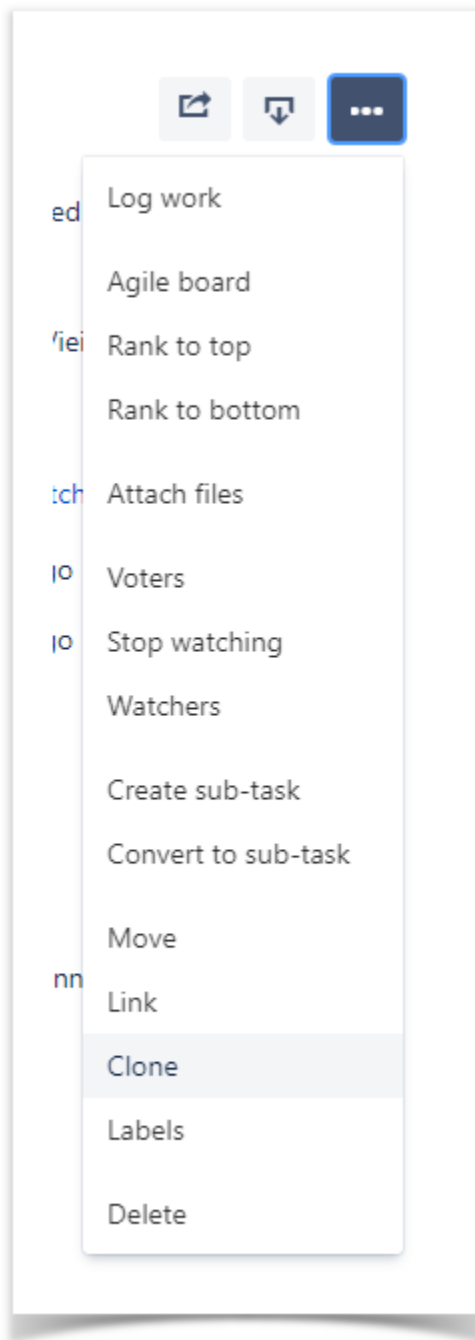 Log work
ed
Agile board
Rank to top
Rank to bottom
Attach files
Voters
Stop watching
Watchers
Create sub-task
Convert to sub-task
Move
Link
Clone
Labels
Delete